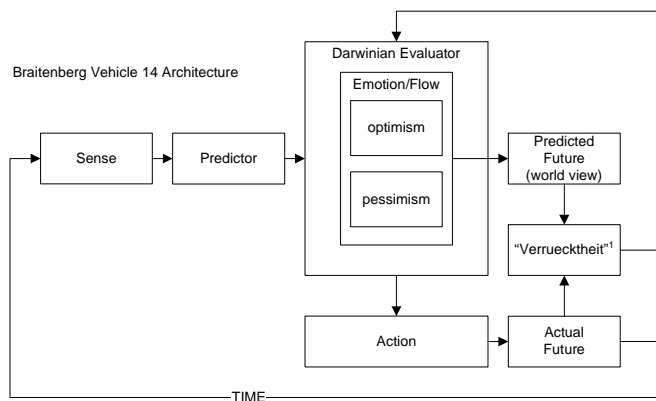 Braitenberg Vehicle 14 Architecture
Darwinian Evaluator
Emotion/Flow
optimism
pessimism
Sense
Predictor
Predicted
Future
(world view)
“Verruecktheit”¹
Action
Actual
Future
TIME